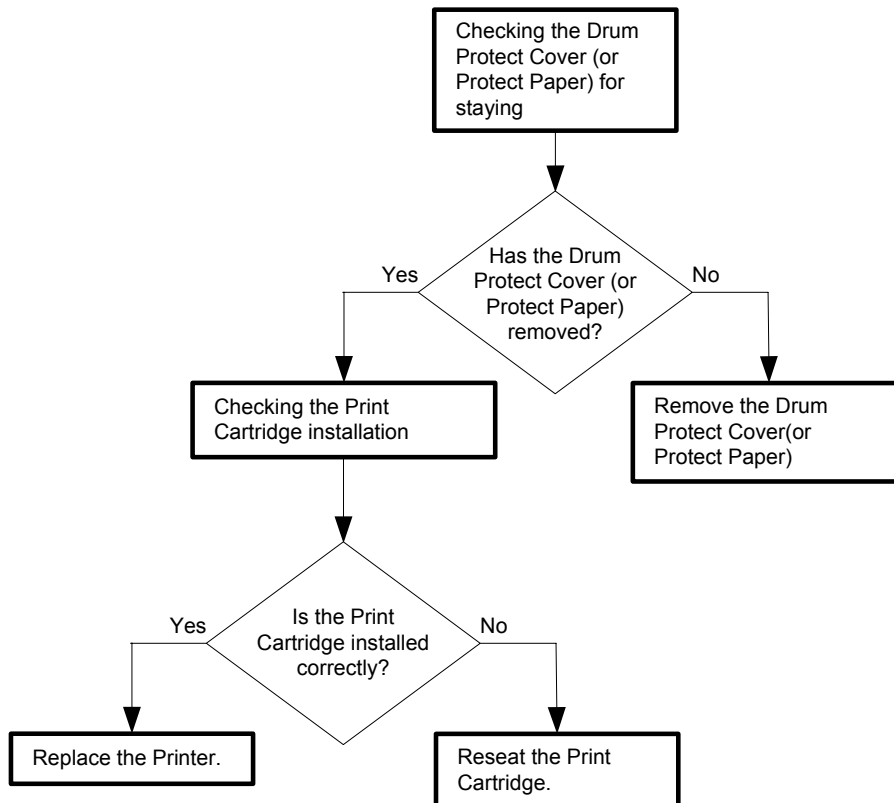 Checking the Drum
Protect Cover (or
Protect Paper) for
staying
Has the Drum
Protect Cover (or
Protect Paper)
removed?
Yes
No
Checking the Print
Cartridge installation
Remove the Drum
Protect Cover(or
Protect Paper)
Is the Print
Cartridge installed
correctly?
Yes
No
Replace the Printer.
Reseat the Print
Cartridge.